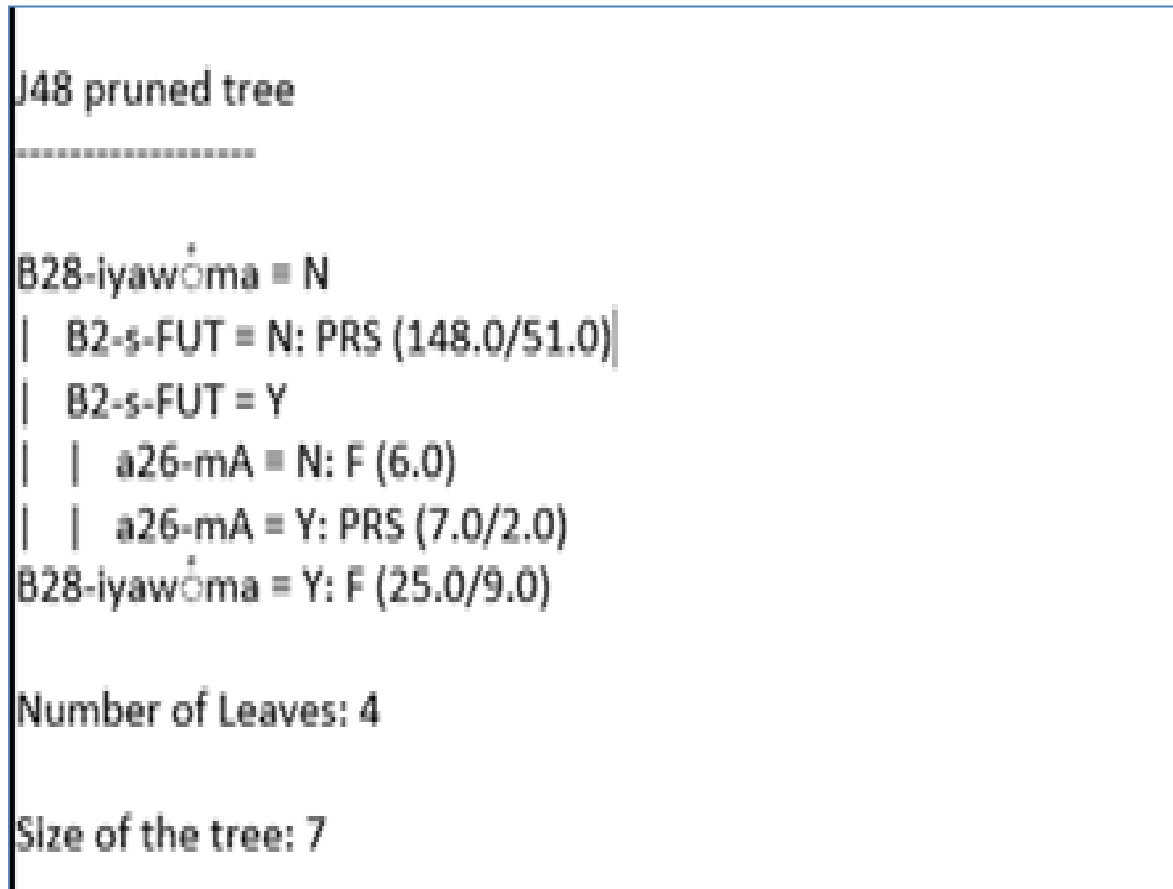 J48 pruned tree
------------------
B28-iyaẇ̀̊ma = N
| B2-s-FUT = N: PRS (148.0/51.0)
| B2-s-FUT = Y
| | a26-mA = N: F (6.0)
| | a26-mA = Y: PRS (7.0/2.0)
B28-iyaẇ̀̊ma = Y: F (25.0/9.0)
Number of Leaves: 4
Size of the tree: 7